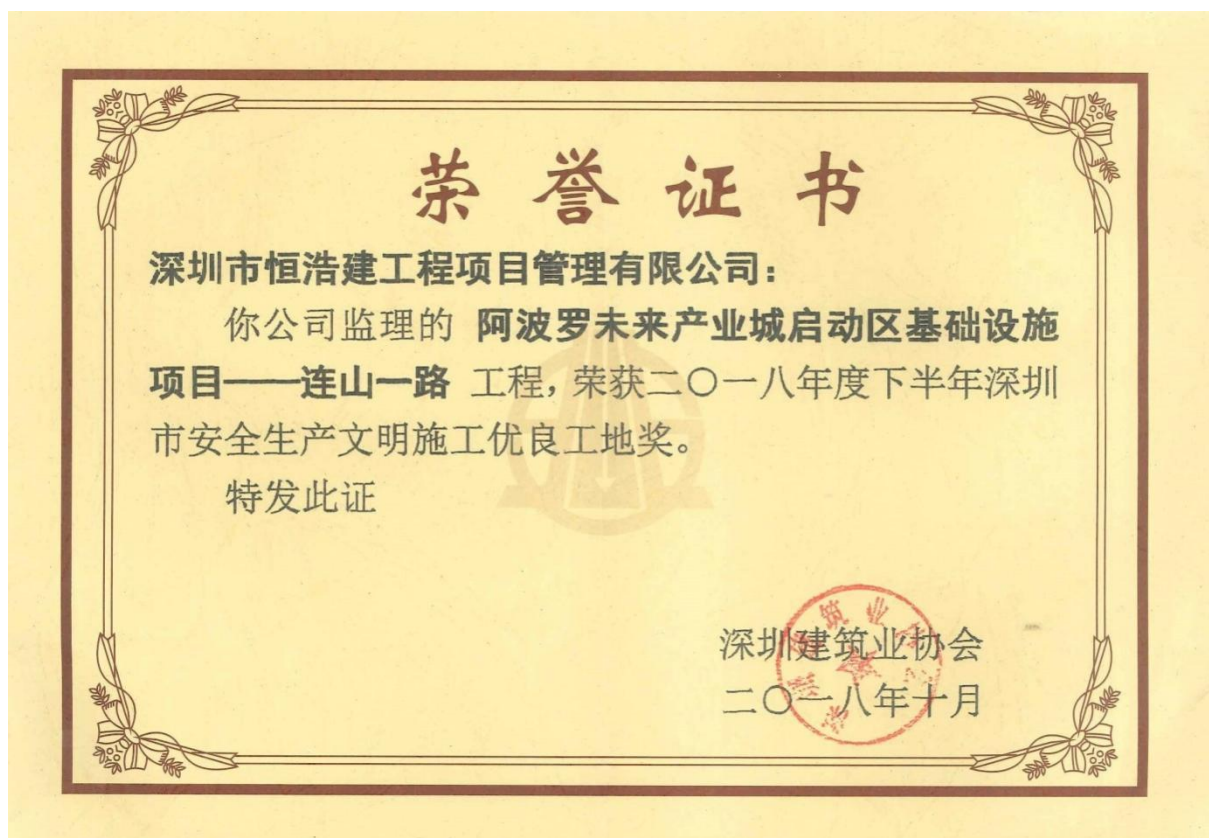 荣誉证书
深圳市恒浩建工程项目管理有限公司：
你公司监理的 阿波罗未来产业城启动区基础设施
项目——连山一路 工程，荣获二〇一八年度下半年深圳
市安全生产文明施工优良工地奖。
特发此证
深圳建筑业协会
二〇一八年十月